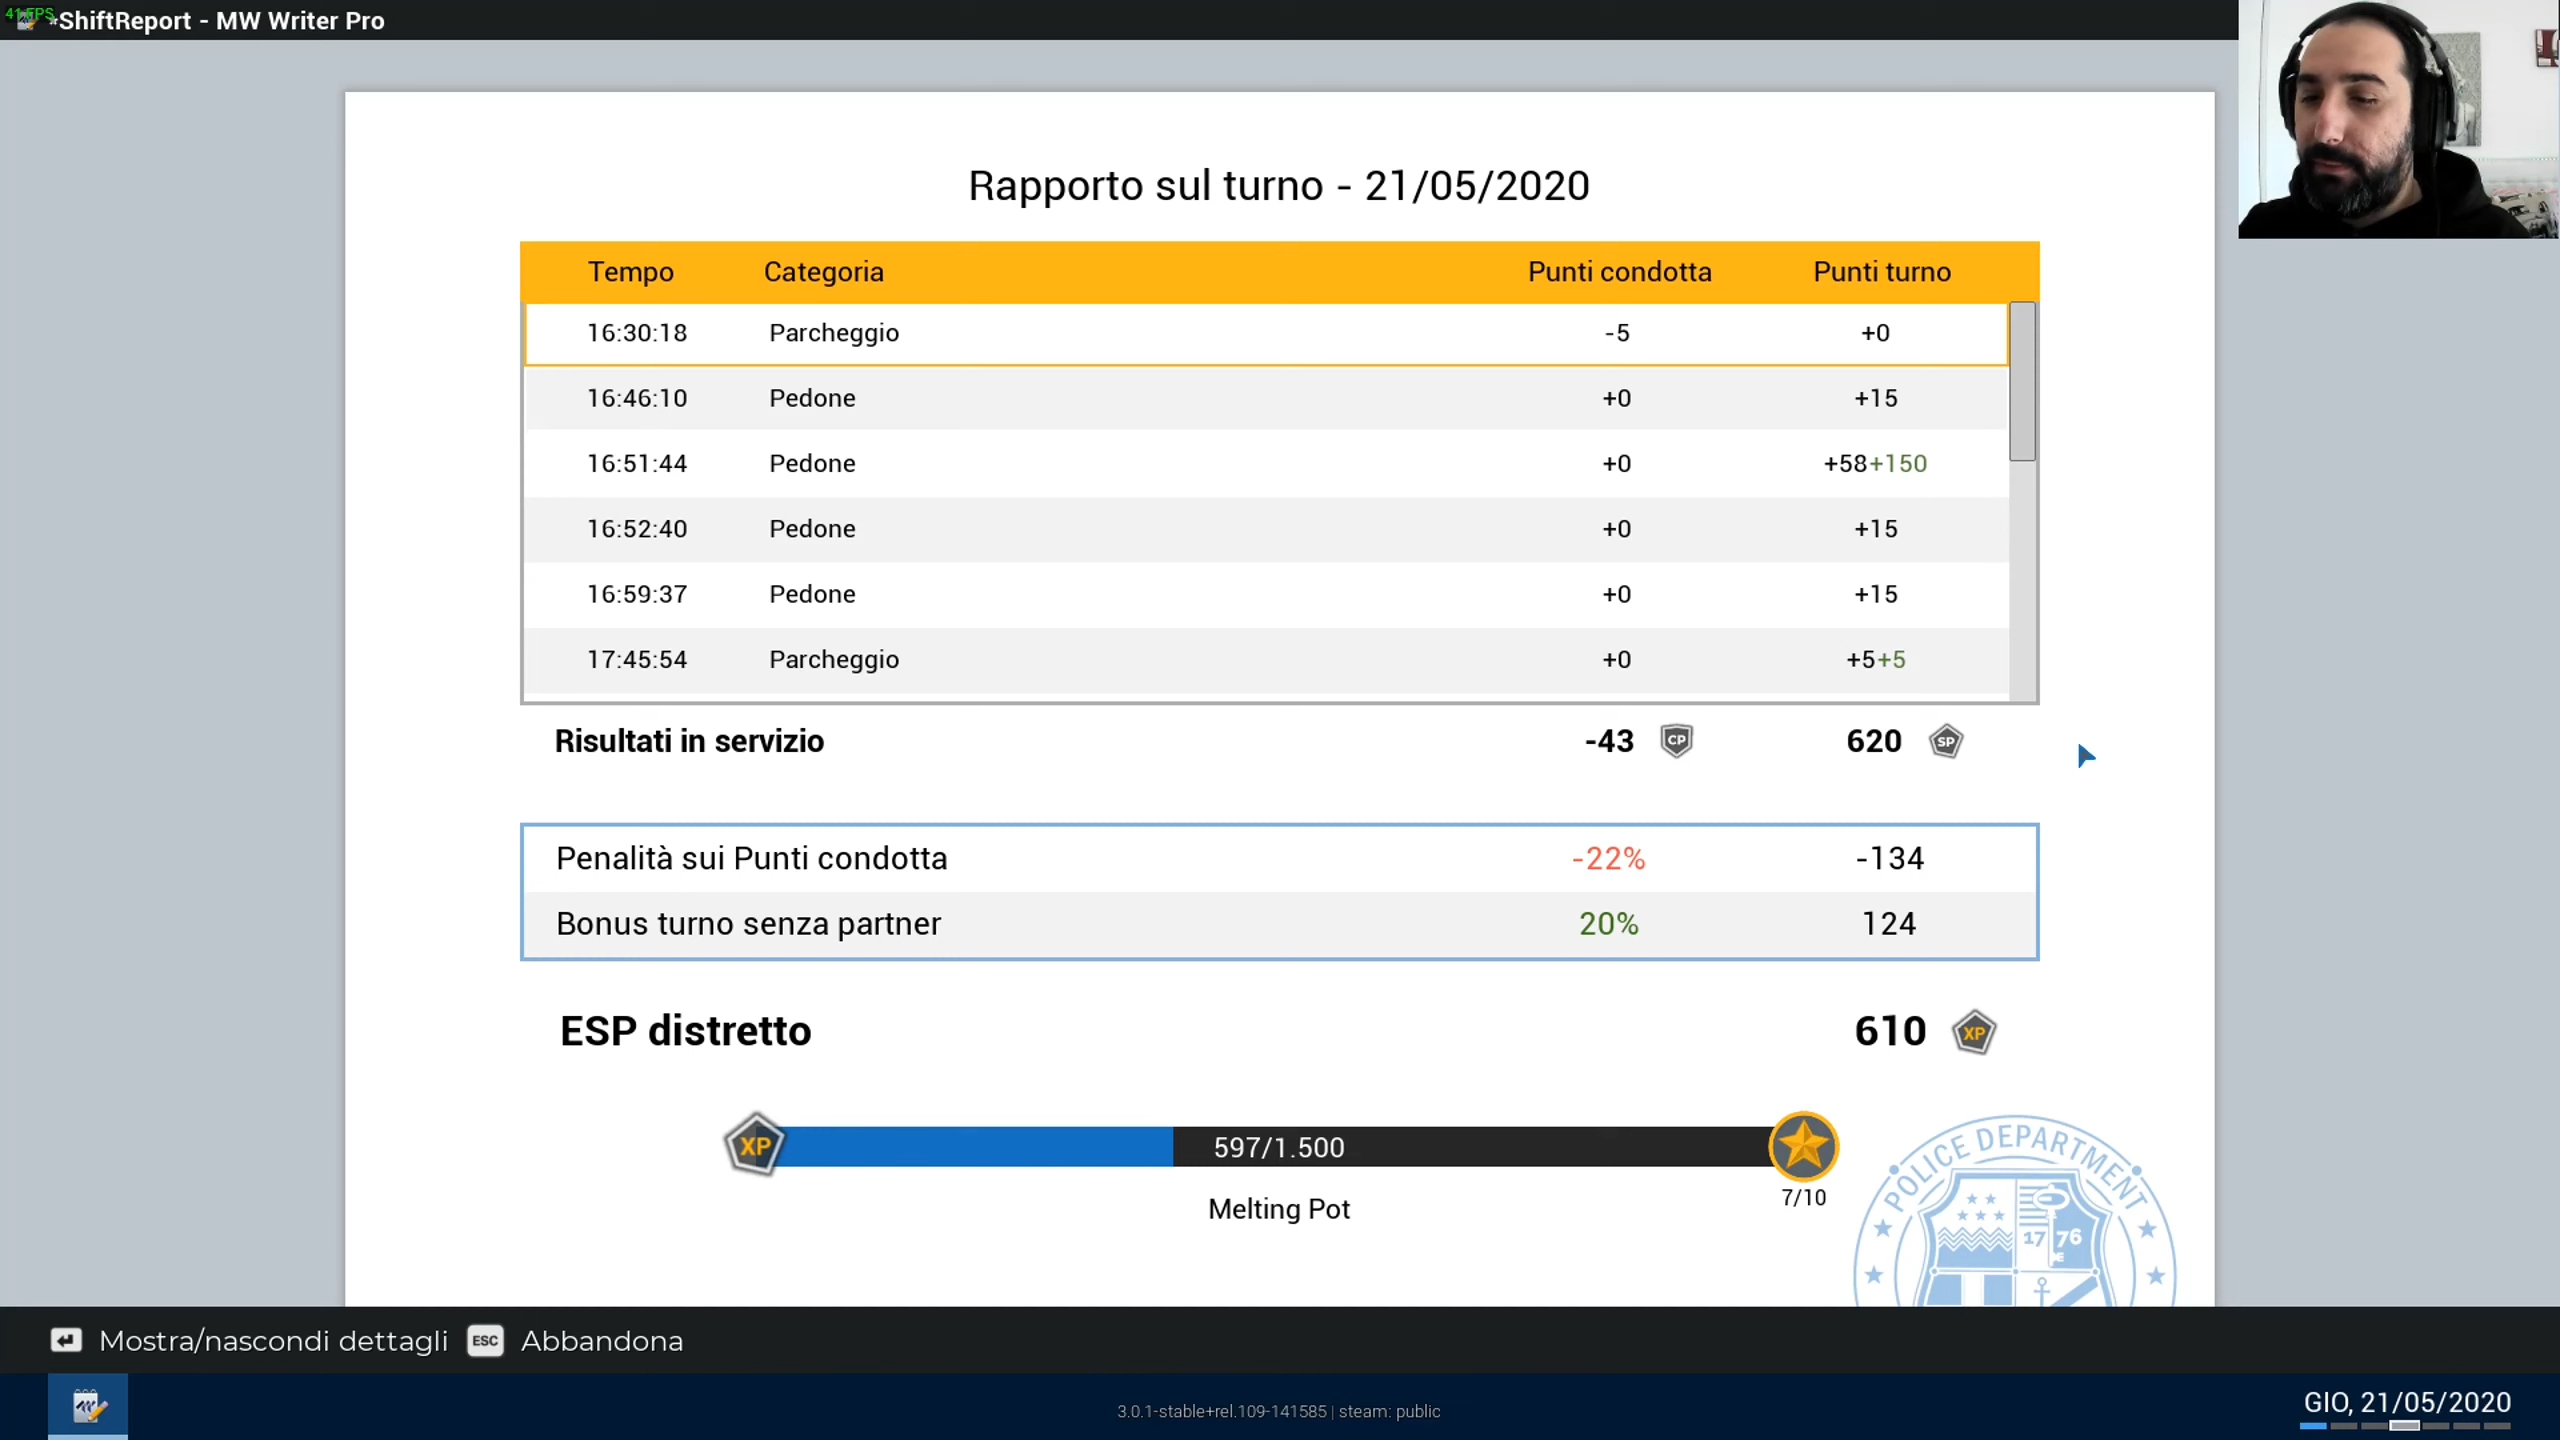 41 FPS
*ShiftReport - MW Writer Pro
Rapporto sul turno - 21/05/2020
Tempo Categoria Punti condotta Punti turno
16:30:18 Parcheggio -5 +0
16:46:10 Pedone +0 +15
16:51:44 Pedone +0 +58+150
16:52:40 Pedone +0 +15
16:59:37 Pedone +0 +15
17:45:54 Parcheggio +0 +5+5
Risultati in servizio -43 CP 620 SP
Penalità sui Punti condotta -22% -134
Bonus turno senza partner 20% 124
ESP distretto 610 XP
XP 597/1.500
7/10
Melting Pot
POLICE DEPARTMENT
17 76
Mostra/nascondi dettagli ESC Abbandona
3.0.1-stable+rel.109-141585 | steam: public
GIO, 21/05/2020